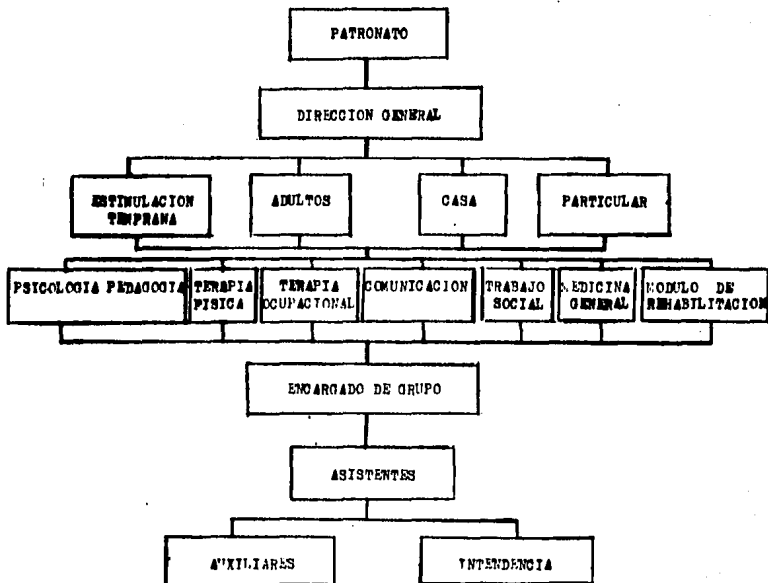 PATRONATO
DIRECCION GENERAL
ESTIMULACION
TEMPRANA
ADULTOS
CASA
PARTICULAR
PSICOLOGIA PEDAGOGIA
TERAPIA
FISICA
TERAPIA
OCUPACIONAL
COMUNICACION
TRABAJO
SOCIAL
MEDICINA
GENERAL
MODULO DE
REHABILITACION
ENCARGADO DE GRUPO
ASISTENTES
AUXILIARES
INTENDENCIA